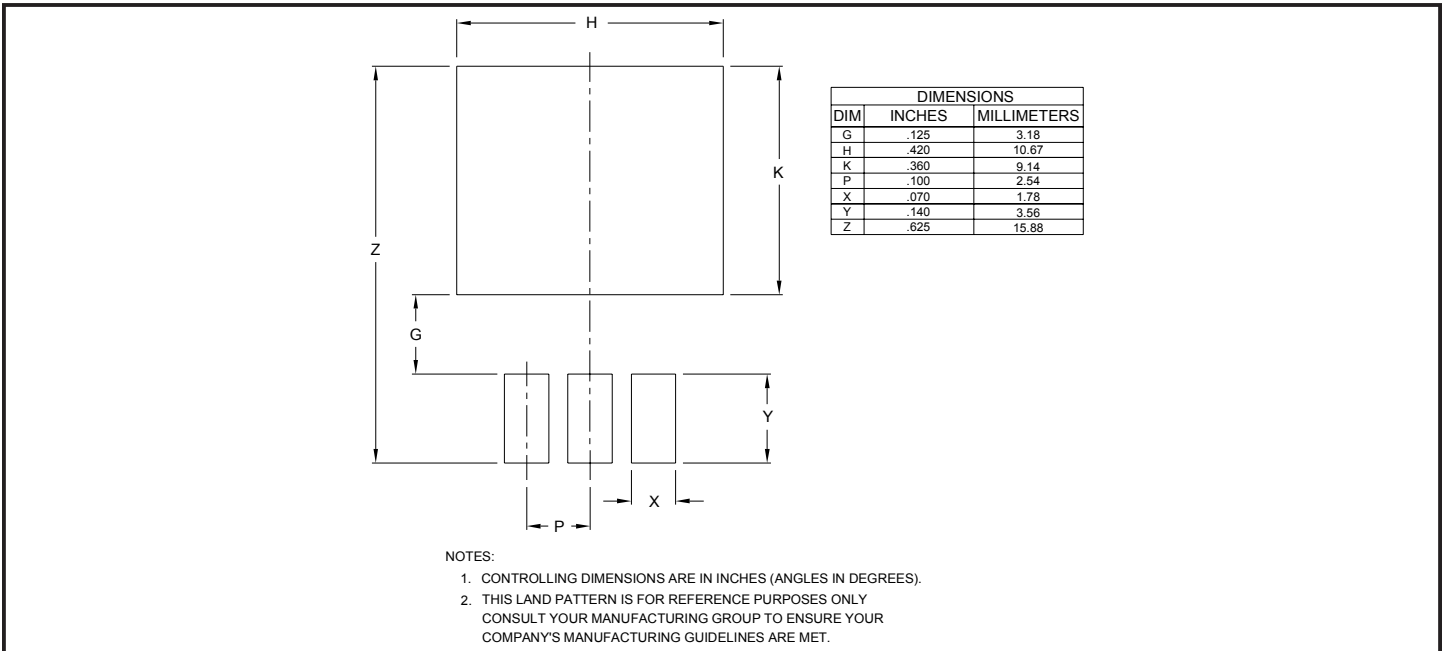 H
DIMENSIONS
DIM INCHES MILLIMETERS
G .125 3.18
H .420 10.67
K .360 9.14
P .100 2.54
X .070 1.78
Y .140 3.56
Z .625 15.88
K
Z
G
Y
X
P
NOTES:
1. CONTROLLING DIMENSIONS ARE IN INCHES (ANGLES IN DEGREES).
2. THIS LAND PATTERN IS FOR REFERENCE PURPOSES ONLY
CONSULT YOUR MANUFACTURING GROUP TO ENSURE YOUR
COMPANY'S MANUFACTURING GUIDELINES ARE MET.